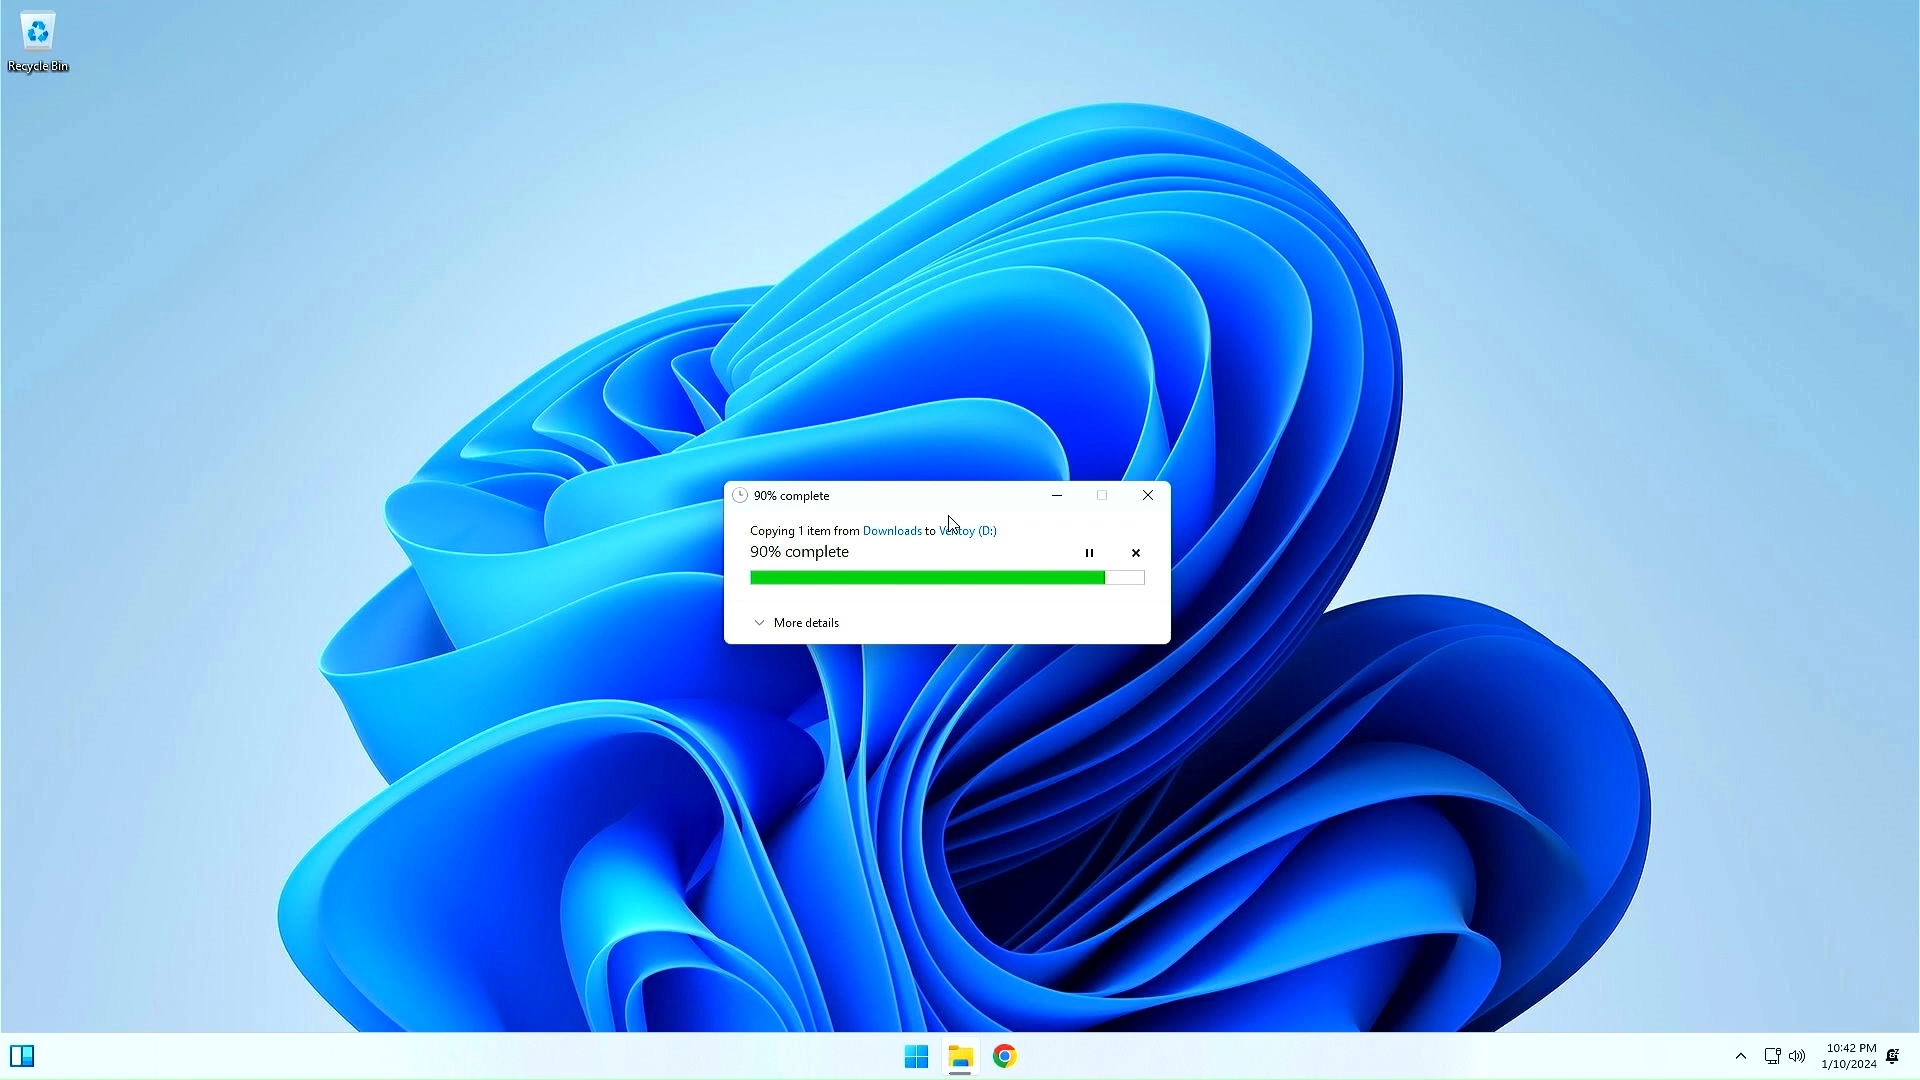 Recycle Bin
90% complete
Copying 1 item from Downloads to Ventoy (D:)
90% complete
More details
10:42 PM
1/10/2024